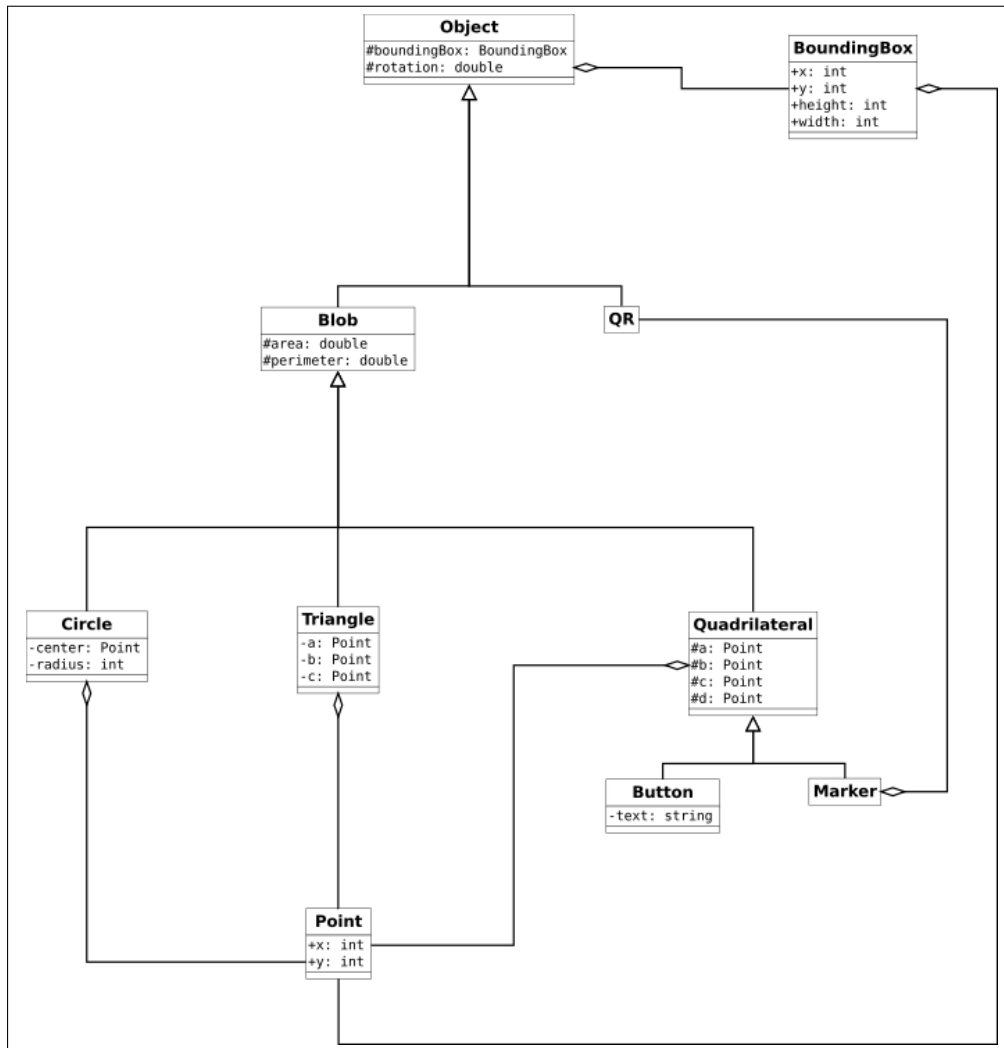 Object
#boundingBox: BoundingBox
#rotation: double
BoundingBox
+x: int
+y: int
+height: int
+width: int
Blob
#area: double
#perimeter: double
QR
Circle
-center: Point
-radius: int
Triangle
-a: Point
-b: Point
-c: Point
Quadrilateral
#a: Point
#b: Point
#c: Point
#d: Point
Button
-text: string
Marker
Point
+x: int
+y: int